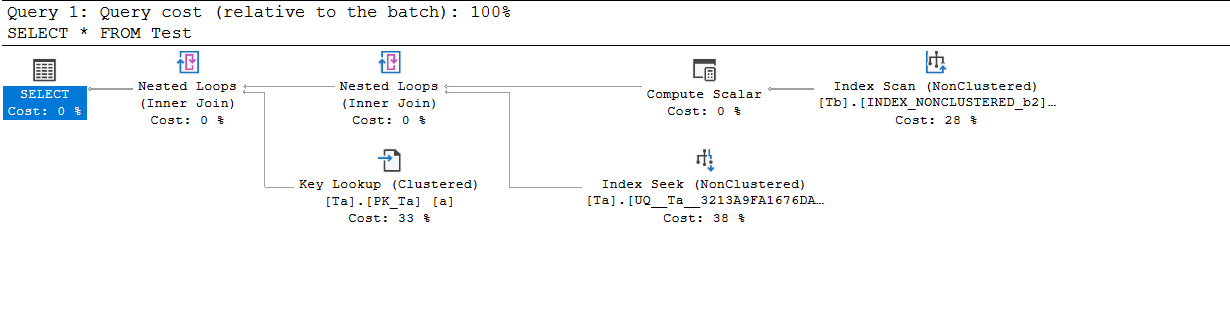 Query 1: Query cost (relative to the batch): 100%
SELECT * FROM Test
SELECT
Cost: 0 %
Nested Loops
(Inner Join)
Cost: 0 %
Nested Loops
(Inner Join)
Cost: 0 %
Compute Scalar
Cost: 0 %
Index Scan (NonClustered)
[Tb].[INDEX_NONCLUSTERED_b2]…
Cost: 28 %
Key Lookup (Clustered)
[Ta].[PK_Ta] [a]
Cost: 33 %
Index Seek (NonClustered)
[Ta].[UQ__Ta__3213A9FA1676DA…
Cost: 38 %